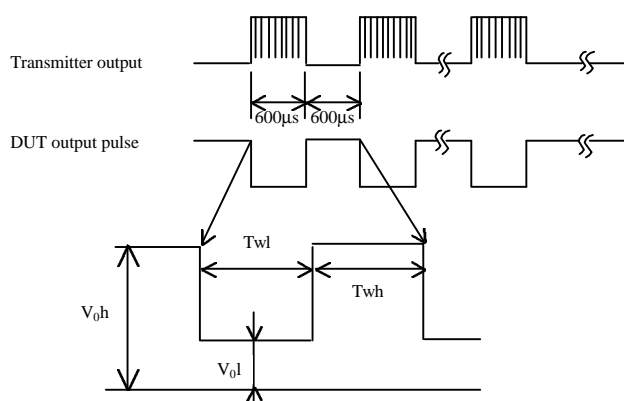 Transmitter output
600μs 600μs
DUT output pulse
Twl
Twh
V₀h
V₀l